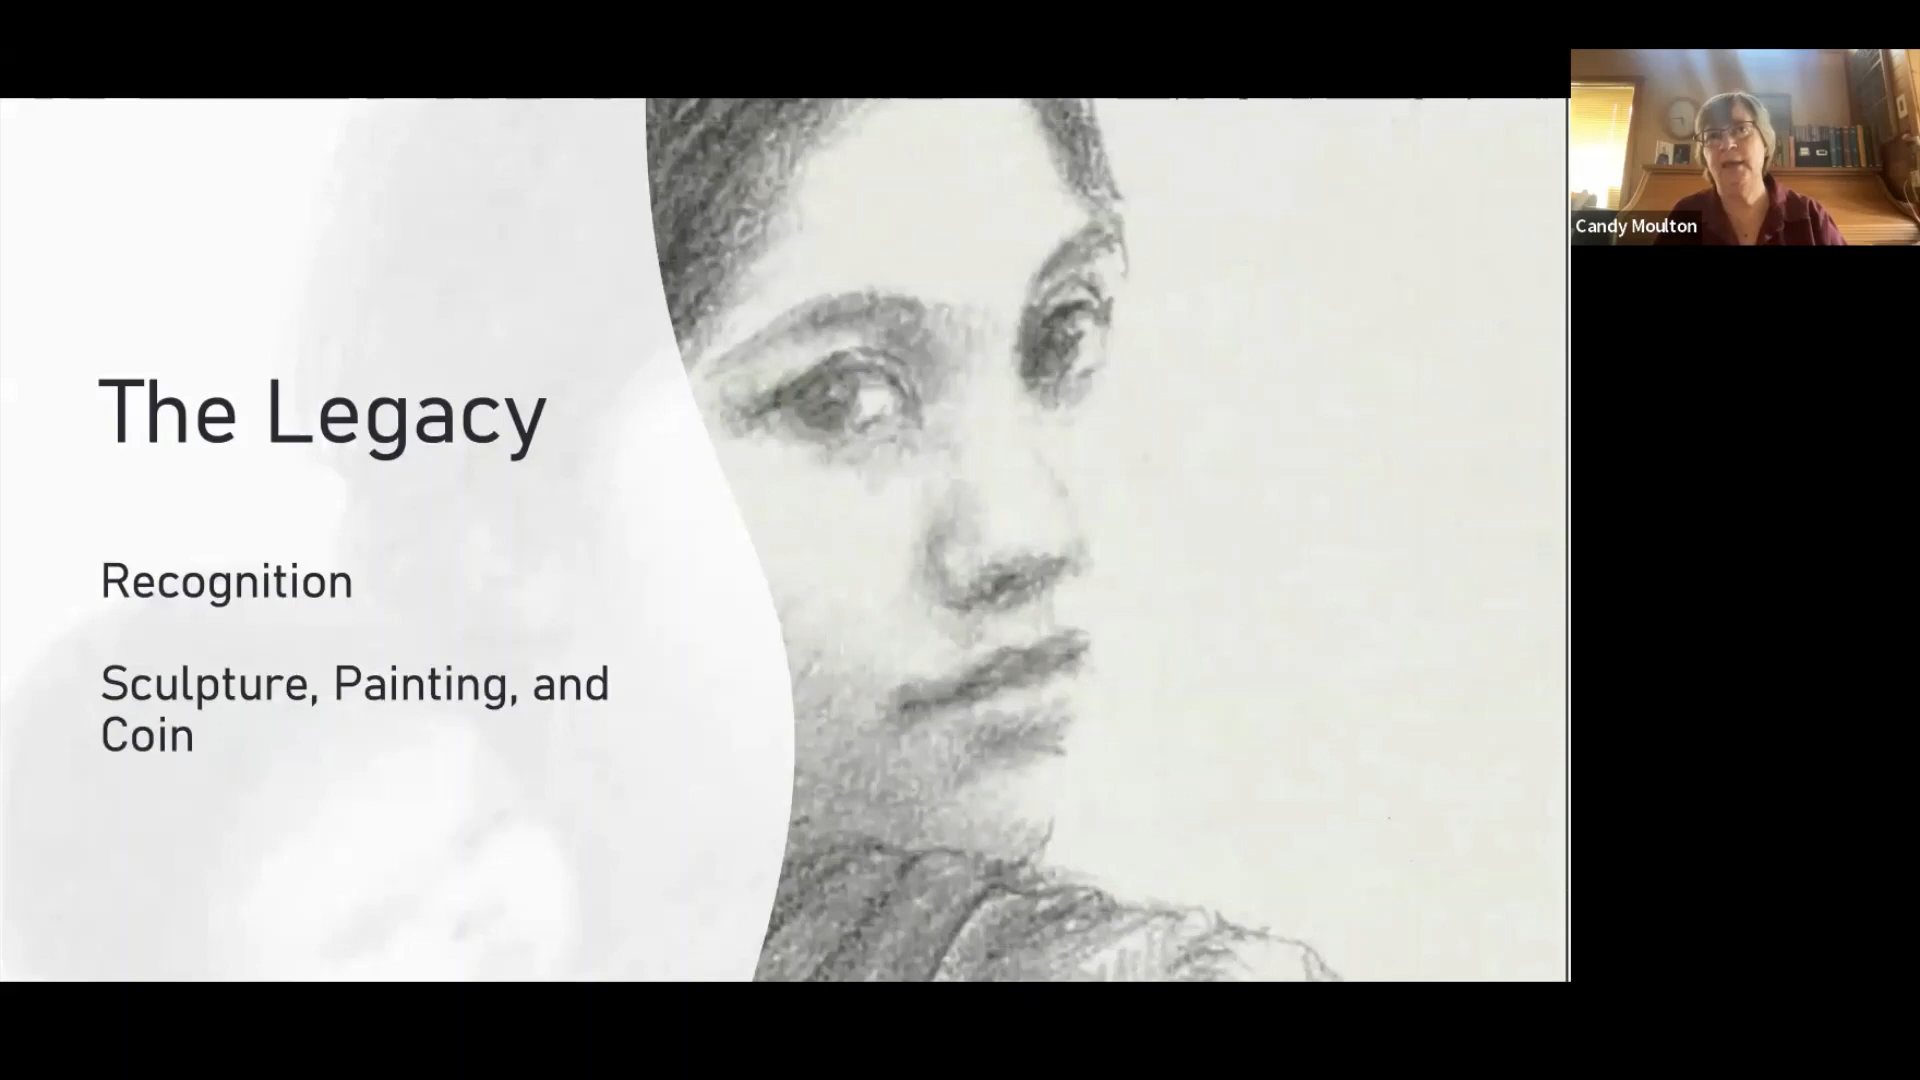 The Legacy
Recognition
Sculpture, Painting, and
Coin
Candy Moulton